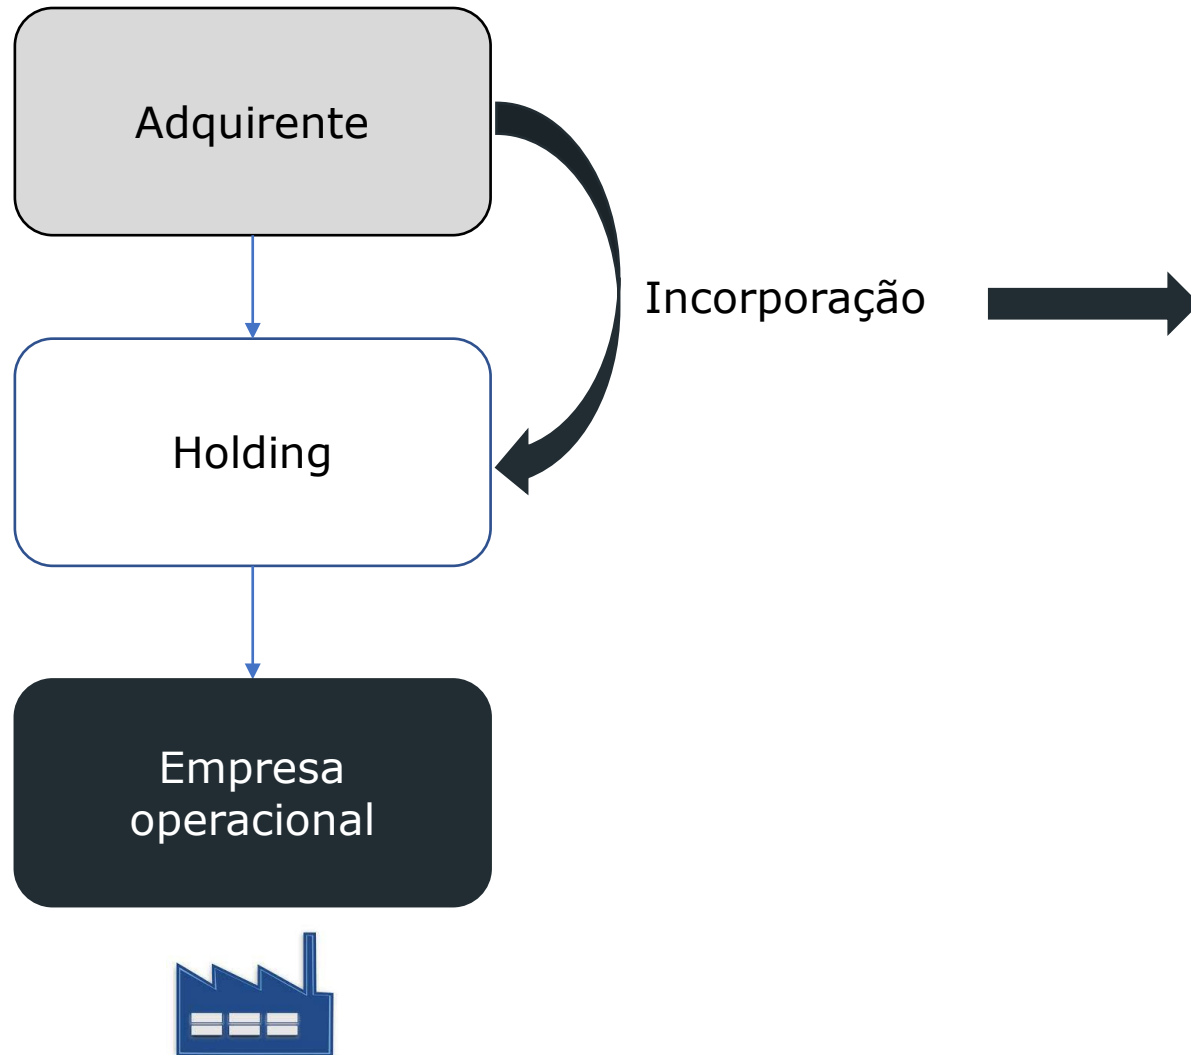 Adquirente
Incorporação
Holding
Empresa
operacional